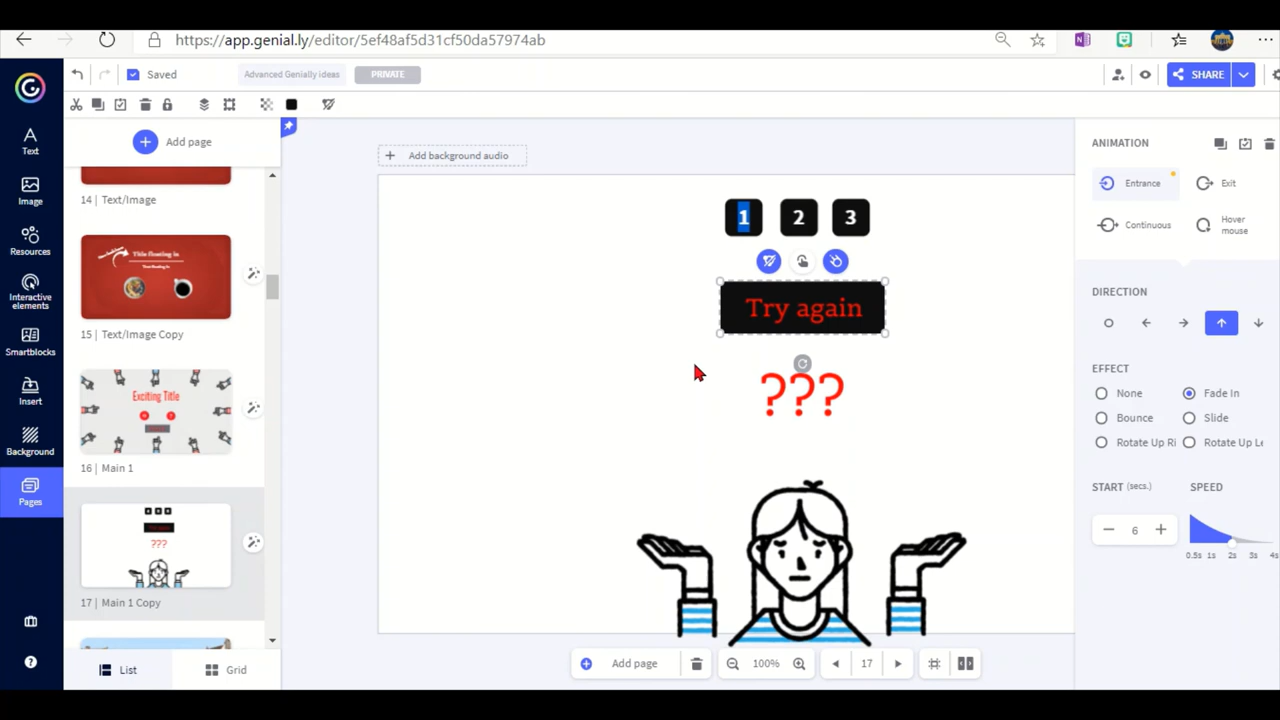 https://app.genial.ly/editor/5ef48af5d31cf50da57974ab
Saved
Advanced Genially ideas
PRIVATE
SHARE
Text
Image
Resources
Interactive
elements
Smartblocks
Insert
Background
Pages
Add page
14 | Text/Image
Title floating in
15 | Text/Image Copy
Exciting Title
16 | Main 1
???
17 | Main 1 Copy
List
Grid
Add background audio
1
2
3
Try again
???
Add page
100%
17
ANIMATION
Entrance
Exit
Continuous
Hover
mouse
DIRECTION
EFFECT
None
Fade In
Bounce
Slide
Rotate Up Ri
Rotate Up Le
START (secs.)
SPEED
6
0.5s 1s 2s 3s 4s